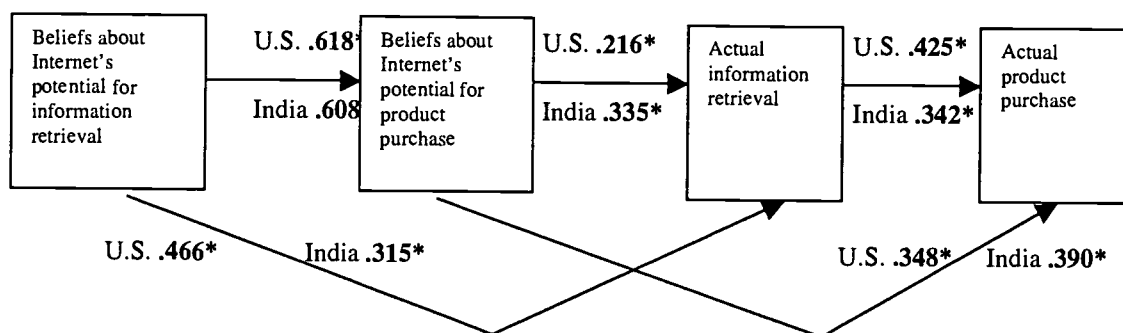 Beliefs about
Internet's
potential for
information
retrieval
U.S. .618*
India .608
Beliefs about
Internet's
potential for
product
purchase
U.S. .216*
India .335*
Actual
information
retrieval
U.S. .425*
India .342*
Actual
product
purchase
U.S. .466*
India .315*
U.S. .348*
India .390*